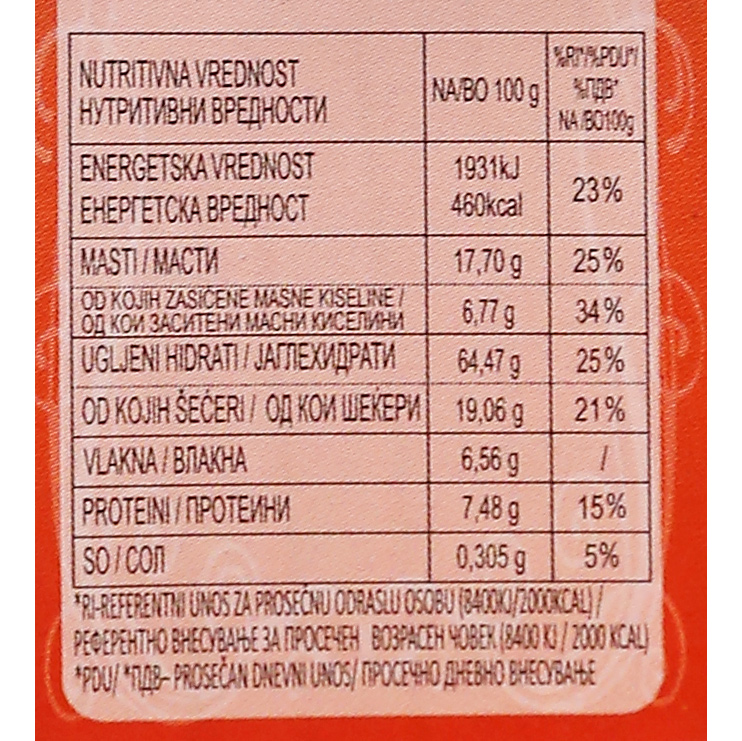 NUTRITIVNA VREDNOST
НУТРИТИВНИ ВРЕДНОСТИ
NA/BO 100 g
%RI*/%PDU*/
%ПДВ*
NA /BO100g
ENERGETSKA VREDNOST
ЕНЕРГЕТСКА ВРЕДНОСТ
1931kJ
460kcal
23%
MASTI / МАСТИ 17,70 g 25%
OD KOJIH ZASIĆENE MASNE KISELINE /
ОД КОИ ЗАСИТЕНИ МАСНИ КИСЕЛИНИ
6,77 g 34%
UGLJENI HIDRATI / ЈАГЛЕХИДРАТИ 64,47 g 25%
OD KOJIH ŠEĆERI / ОД КОИ ШЕЌЕРИ 19,06 g 21%
VLAKNA / ВЛАКНА 6,56 g /
PROTEINI / ПРОТЕИНИ 7,48 g 15%
SO / СОЛ 0,305 g 5%
*RI-REFERENTNI UNOS ZA PROSEČNU ODRASLU OSOBU (8400KJ/2000KCAL) /
РЕФЕРЕНТНО ВНЕСУВАЊЕ ЗА ПРОСЕЧЕН ВОЗРАСЕН ЧОВЕК (8400 KJ / 2000 KCAL)
*PDU/ *ПДВ– PROSEČAN DNEVNI UNOS/ ПРОСЕЧНО ДНЕВНО ВНЕСУВАЊЕ